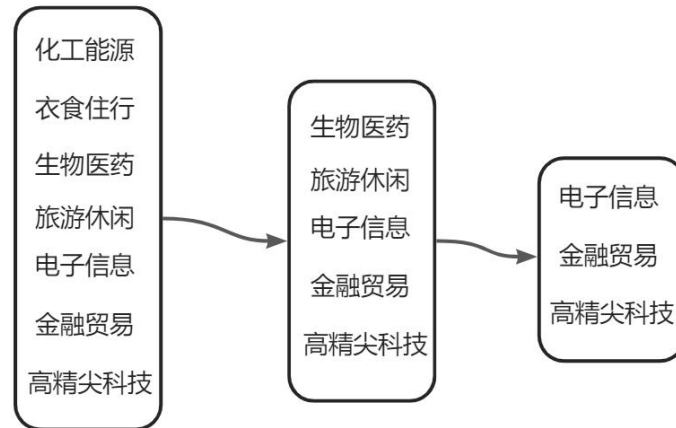 化工能源
衣食住行
生物医药
旅游休闲
电子信息
金融贸易
高精尖科技
生物医药
旅游休闲
电子信息
金融贸易
高精尖科技
电子信息
金融贸易
高精尖科技